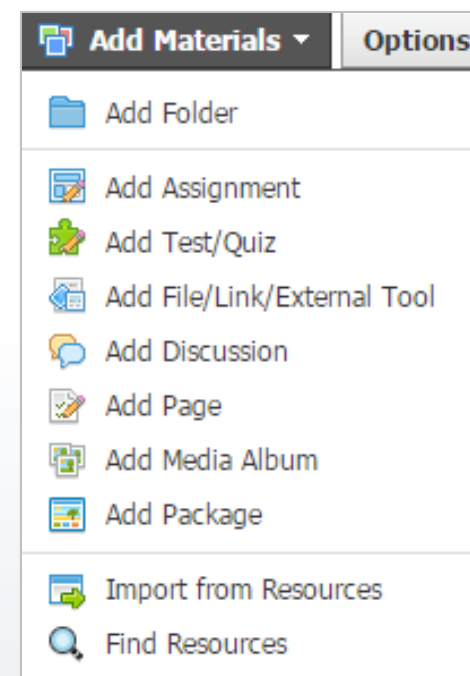 Add Materials Options
Add Folder
Add Assignment
Add Test/Quiz
Add File/Link/External Tool
Add Discussion
Add Page
Add Media Album
Add Package
Import from Resources
Find Resources